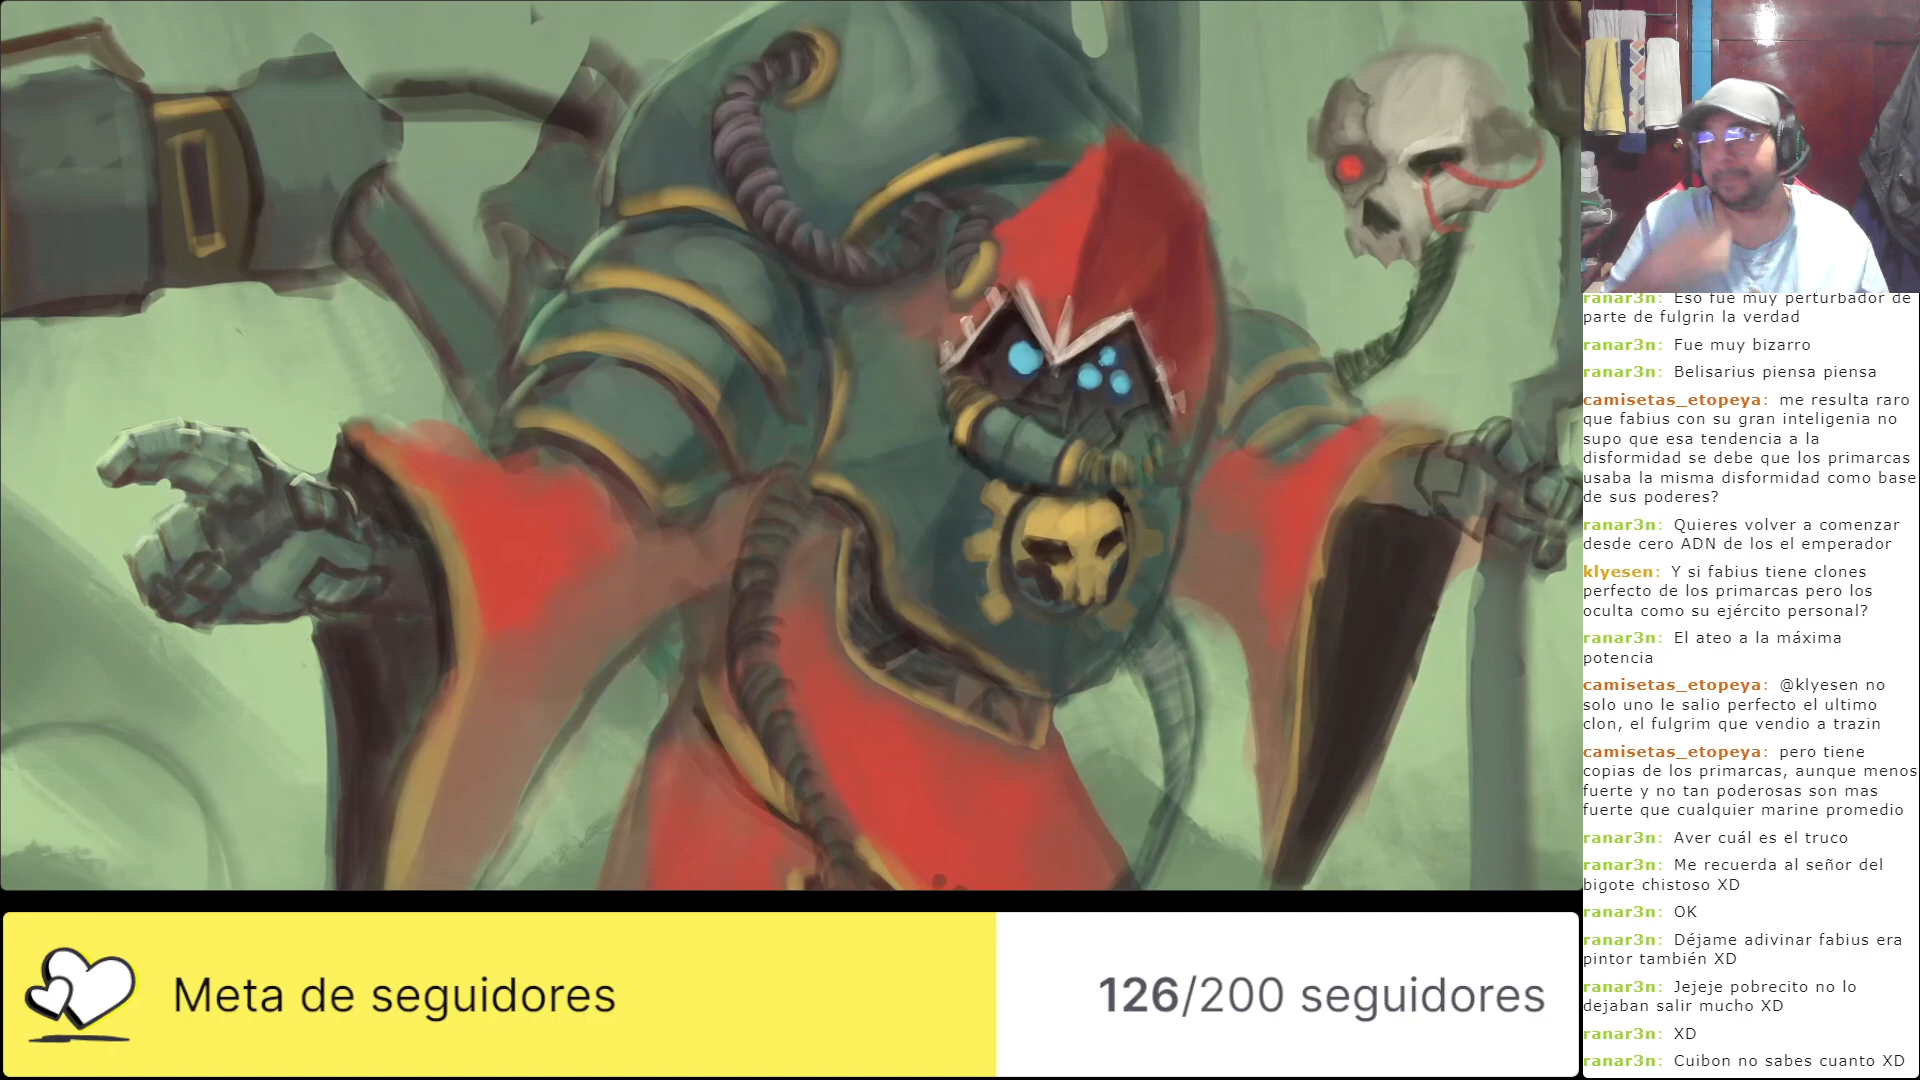 ranar3n: Eso fue muy perturbador de
parte de fulgrin la verdad
ranar3n: Fue muy bizarro
ranar3n: Belisarius piensa piensa
camisetas_etopeya: me resulta raro
que fabius con su gran inteligenia no
supo que esa tendencia a la
disformidad se debe que los primarcas
usaba la misma disformidad como base
de sus poderes?
ranar3n: Quieres volver a comenzar
desde cero ADN de los el emperador
klyesen: Y si fabius tiene clones
perfecto de los primarcas pero los
oculta como su ejército personal?
ranar3n: El ateo a la máxima
potencia
camisetas_etopeya: @klyesen no
solo uno le salio perfecto el ultimo
clon, el fulgrim que vendio a trazin
camisetas_etopeya: pero tiene
copias de los primarcas, aunque menos
fuerte y no tan poderosas son mas
fuerte que cualquier marine promedio
ranar3n: Aver cuál es el truco
ranar3n: Me recuerda al señor del
bigote chistoso XD
ranar3n: OK
ranar3n: Déjame adivinar fabius era
pintor también XD
ranar3n: Jejeje pobrecito no lo
dejaban salir mucho XD
ranar3n: XD
ranar3n: Cuibon no sabes cuanto XD
Meta de seguidores
126/200 seguidores